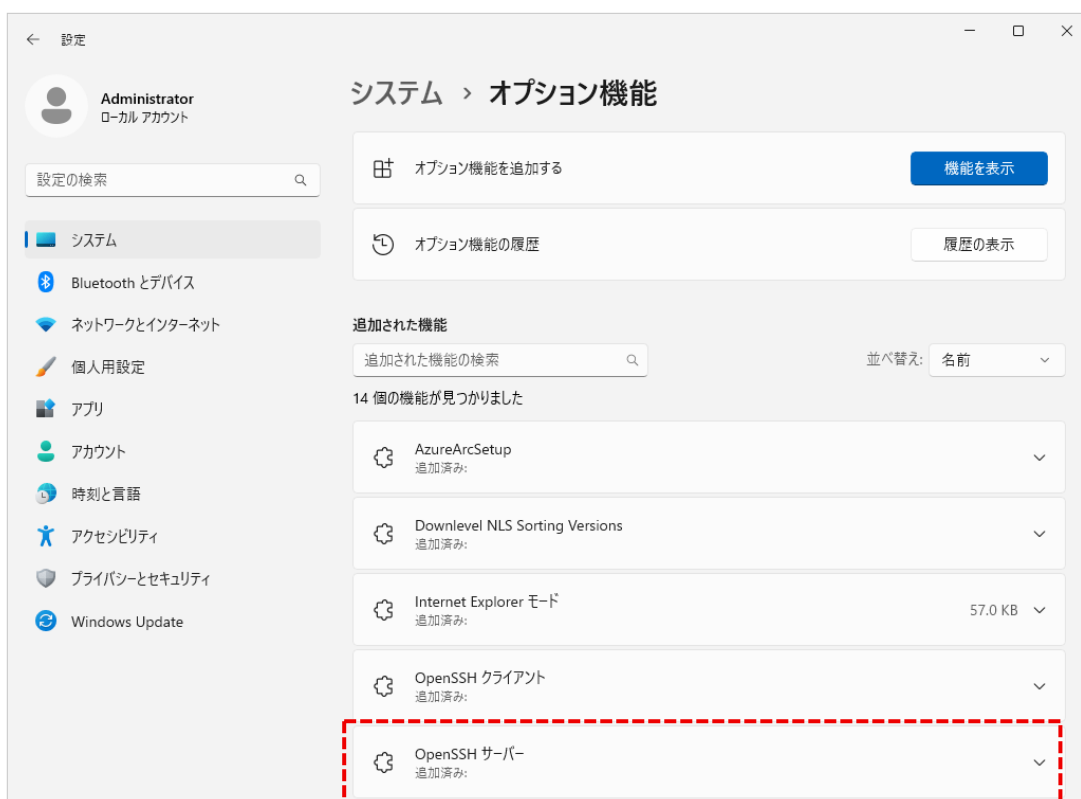 設定
Administrator
ローカル アカウント
設定の検索
システム
Bluetooth とデバイス
ネットワークとインターネット
個人用設定
アプリ
アカウント
時刻と言語
アクセシビリティ
プライバシーとセキュリティ
Windows Update
システム › オプション機能
オプション機能を追加する
機能を表示
オプション機能の履歴
履歴の表示
追加された機能
追加された機能の検索
並べ替え: 名前
14 個の機能が見つかりました
AzureArcSetup
追加済み:
Downlevel NLS Sorting Versions
追加済み:
Internet Explorer モード
追加済み:
57.0 KB
OpenSSH クライアント
追加済み:
OpenSSH サーバー
追加済み: